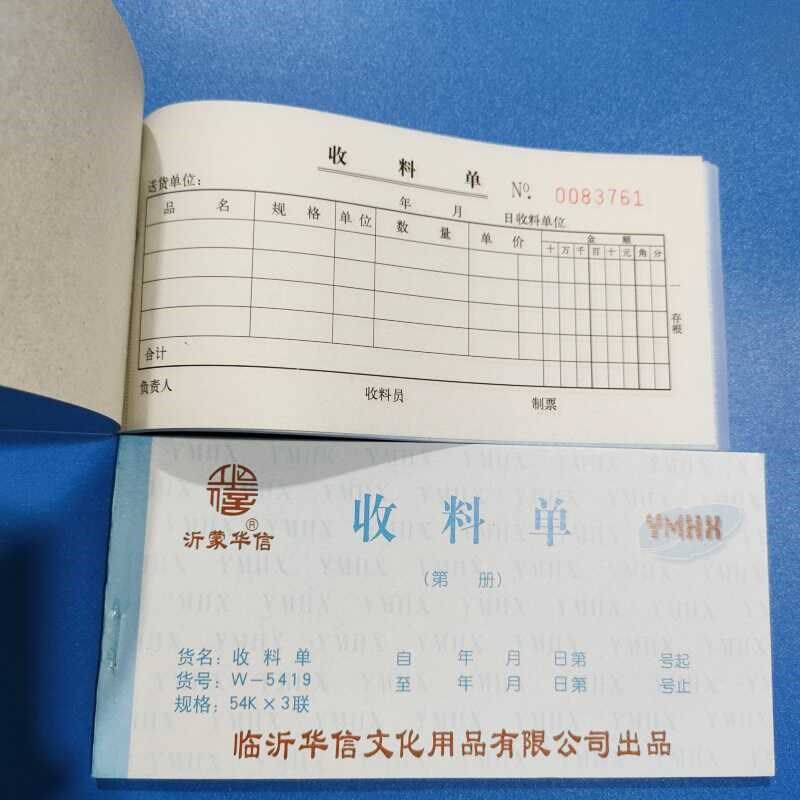 收 料 单
No. 0083761
送货单位:
年 月 日收料单位
品 名 规 格 单 位 数 量 单 价 金 额
十 万 千 百 十 元 角 分
一
存
根
合计
负责人 收料员 制票
沂蒙华信®
收 料 单
YMHX
(第 册)
货名: 收 料 单 自 年 月 日第 号起
货号: W-5419 至 年 月 日第 号止
规格: 54K×3联
临沂华信文化用品有限公司出品